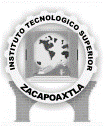 INSTITUTO TECNOLOGICO SUPERIOR
ZACAPOAXTLA